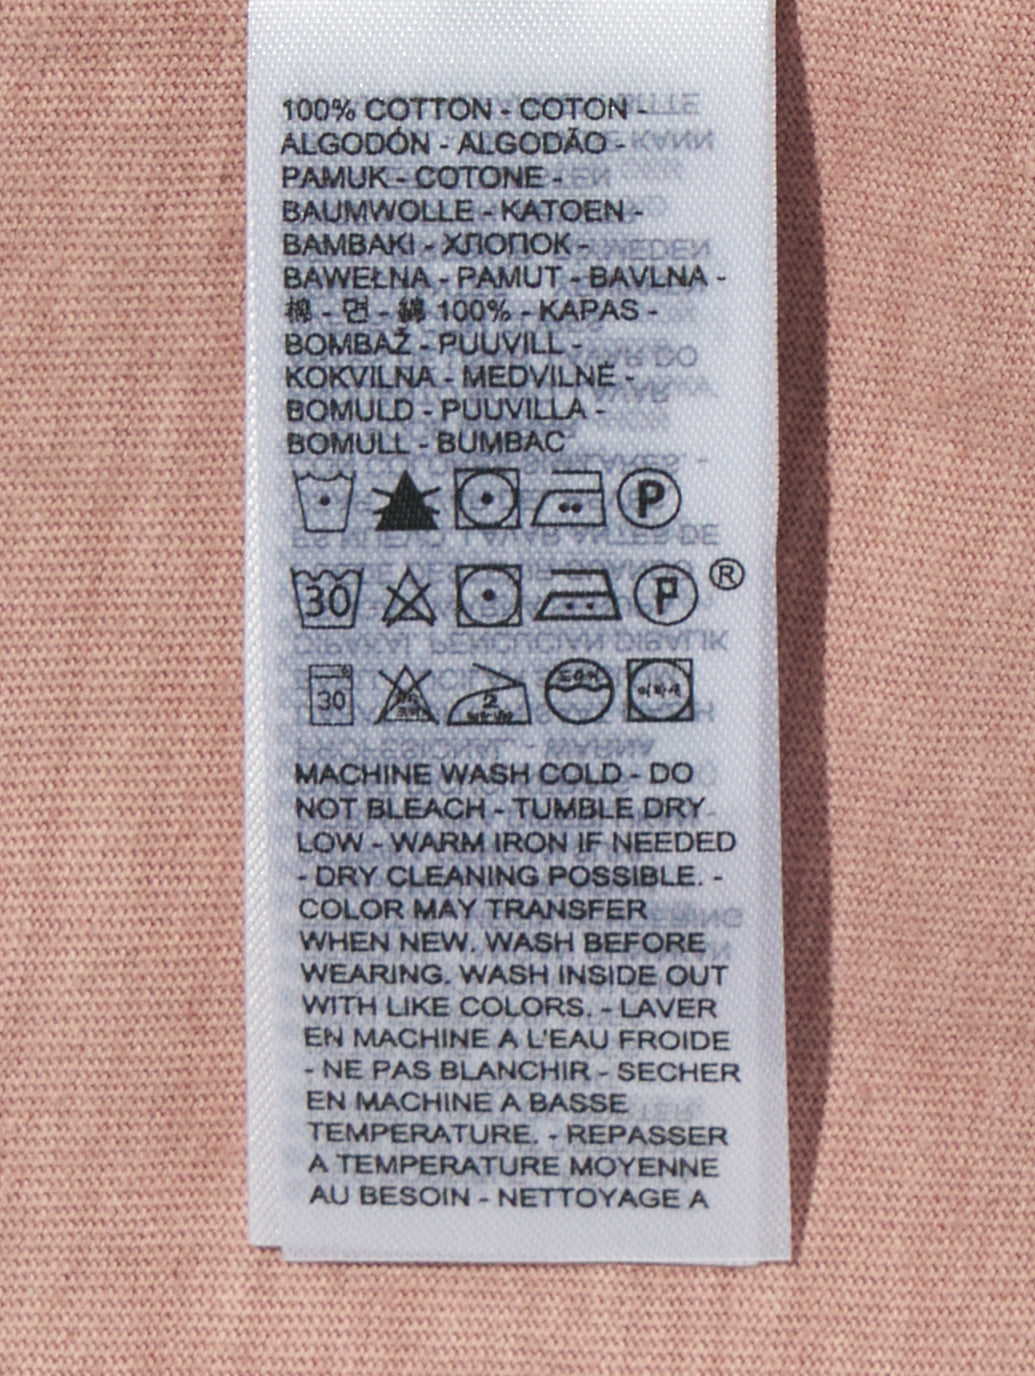 100% COTTON - COTON -
ALGODÓN - ALGODÃO -
PAMUK - COTONE -
BAUMWOLLE - KATOEN -
BAMBAKI - ХЛОПОК -
BAWEŁNA - PAMUT - BAVLNA -
棉 - 면 - 綿 100% - KAPAS -
BOMBAŽ - PUUVILL -
KOKVILNA - MEDVILNĖ -
BOMULD - PUUVILLA -
BOMULL - BUMBAC
P
30 P ®
30 2
MACHINE WASH COLD - DO
NOT BLEACH - TUMBLE DRY
LOW - WARM IRON IF NEEDED
- DRY CLEANING POSSIBLE. -
COLOR MAY TRANSFER
WHEN NEW. WASH BEFORE
WEARING. WASH INSIDE OUT
WITH LIKE COLORS. - LAVER
EN MACHINE A L'EAU FROIDE
- NE PAS BLANCHIR - SECHER
EN MACHINE A BASSE
TEMPERATURE. - REPASSER
A TEMPERATURE MOYENNE
AU BESOIN - NETTOYAGE A